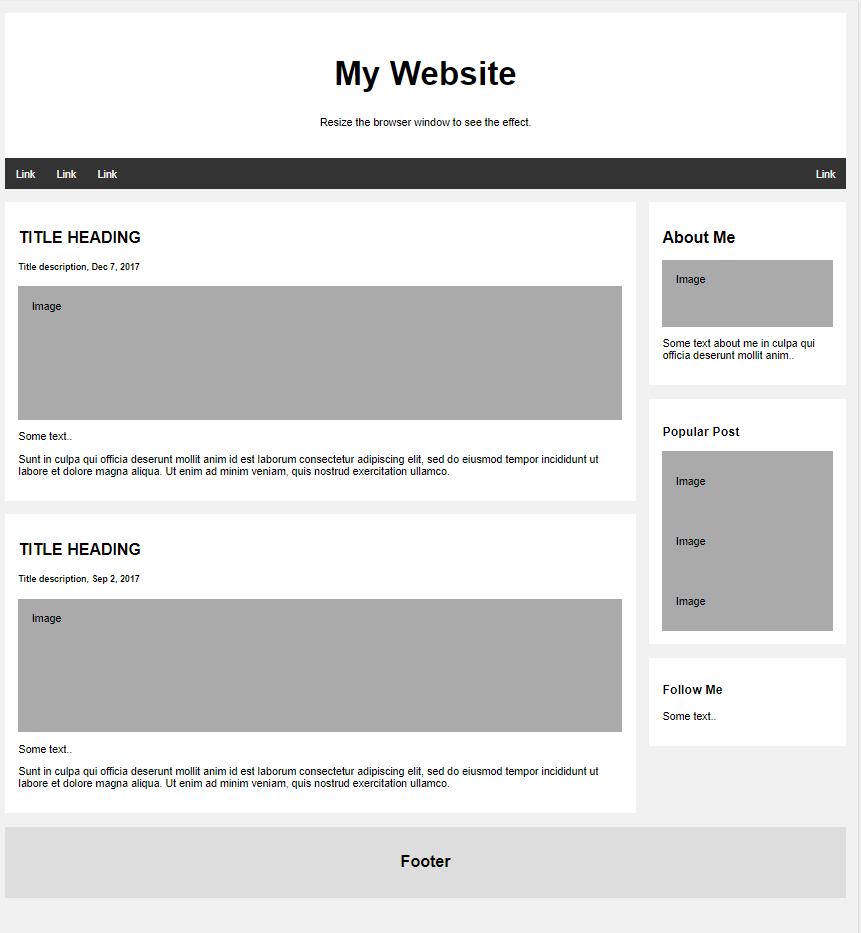 My Website
Resize the browser window to see the effect.
Link Link Link Link
TITLE HEADING
Title description, Dec 7, 2017
Image
Some text..
Sunt in culpa qui officia deserunt mollit anim id est laborum consectetur adipiscing elit, sed do eiusmod tempor incididunt ut
labore et dolore magna aliqua. Ut enim ad minim veniam, quis nostrud exercitation ullamco.
TITLE HEADING
Title description, Sep 2, 2017
Image
Some text..
Sunt in culpa qui officia deserunt mollit anim id est laborum consectetur adipiscing elit, sed do eiusmod tempor incididunt ut
labore et dolore magna aliqua. Ut enim ad minim veniam, quis nostrud exercitation ullamco.
About Me
Image
Some text about me in culpa qui
officia deserunt mollit anim..
Popular Post
Image
Image
Image
Follow Me
Some text..
Footer